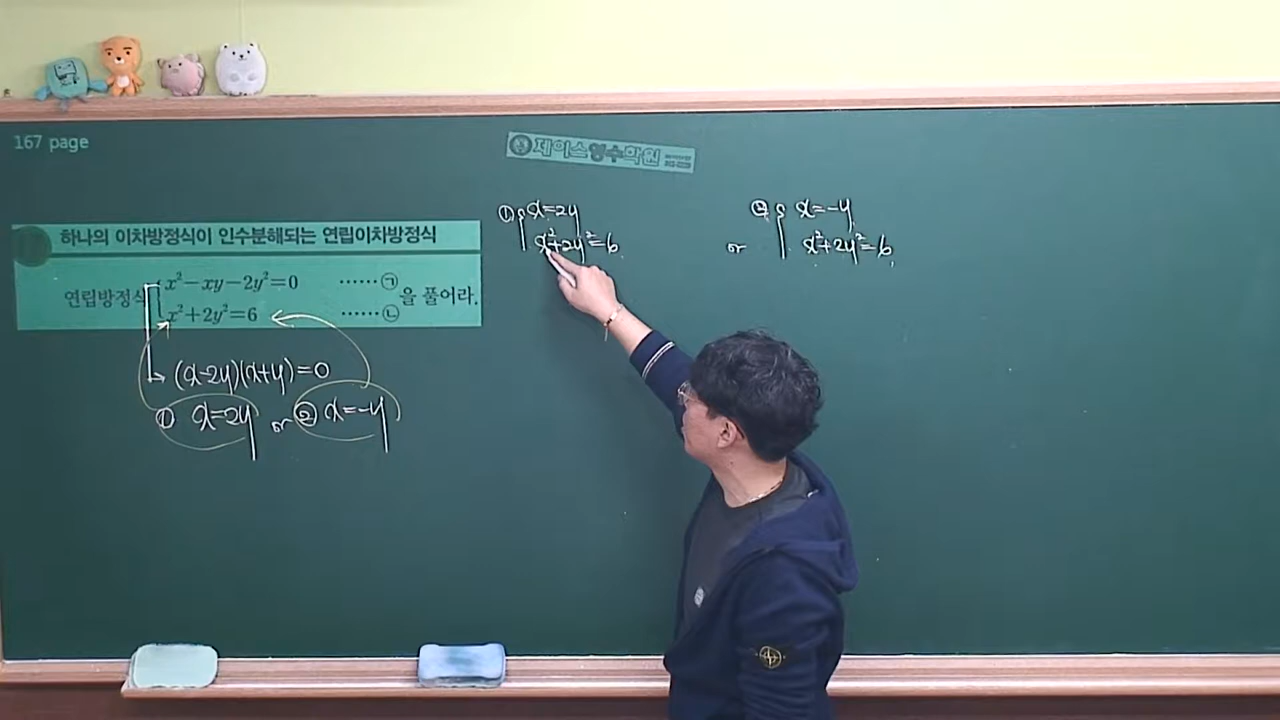 167 page
제이스영수학원
하나의 이차방정식이 인수분해되는 연립이차방정식
연립방정식 x²−xy−2y²=0 ……㉠
x²+2y²=6 ……㉡ 을 풀어라.
(x-2y)(x+y)=0
① x=2y or ② x=-y
① x=2y
x²+2y²=6
or
② x=-y
x²+2y²=6